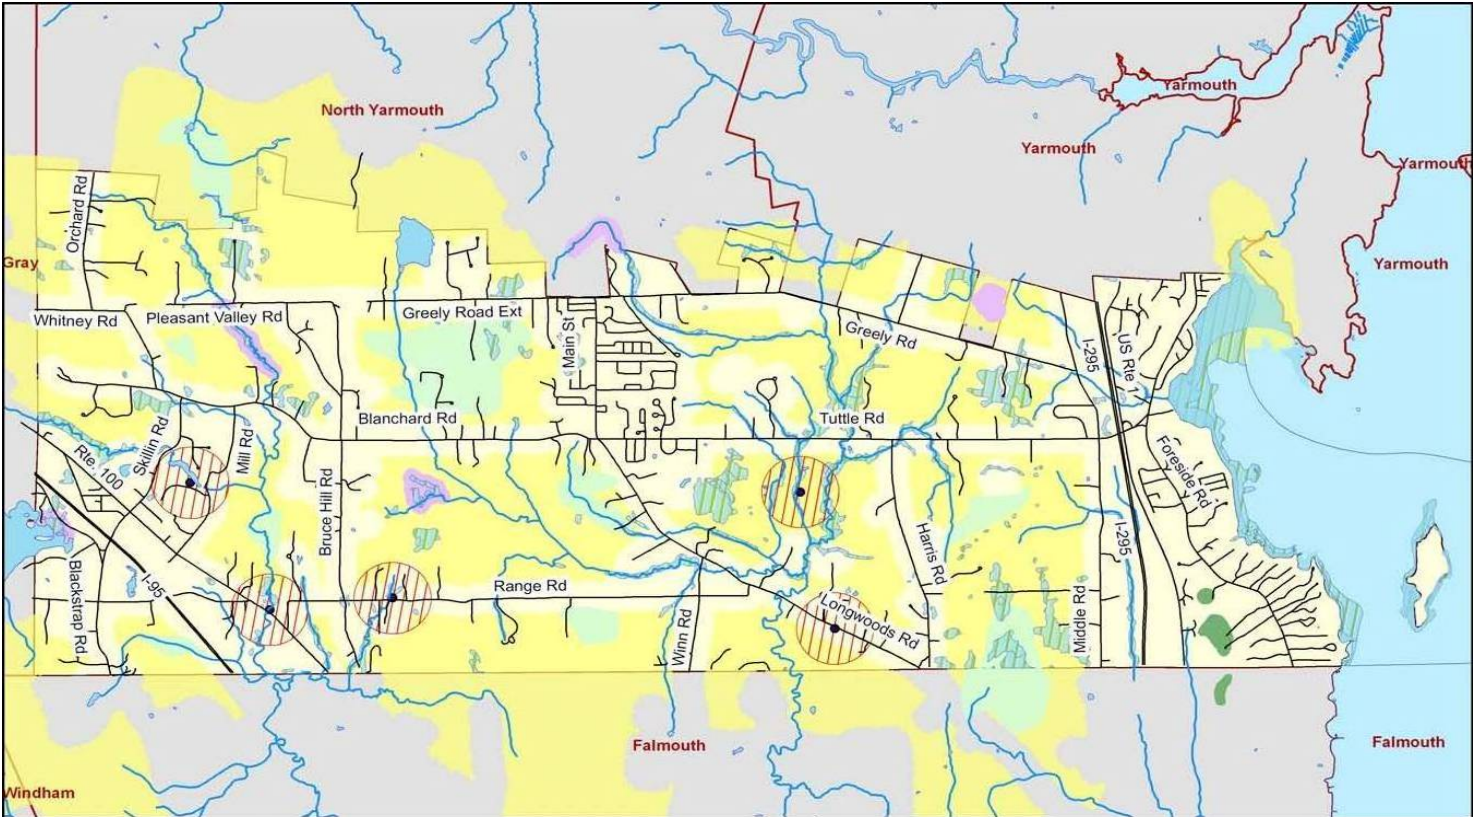 Yarmouth
North Yarmouth
Yarmouth
Yarmouth
Orchard Rd
Gray
Yarmouth
Whitney Rd
Pleasant Valley Rd
Greely Road Ext
Main St
Greely Rd
I-295
US Rte 1
Blanchard Rd
Tuttle Rd
Skillin Rd
Mill Rd
Rte. 100
Foreside Rd
Bruce Hill Rd
Harris Rd
I-295
Blackstrap Rd
I-95
Range Rd
Longwoods Rd
Middle Rd
Winn Rd
Falmouth
Falmouth
Windham